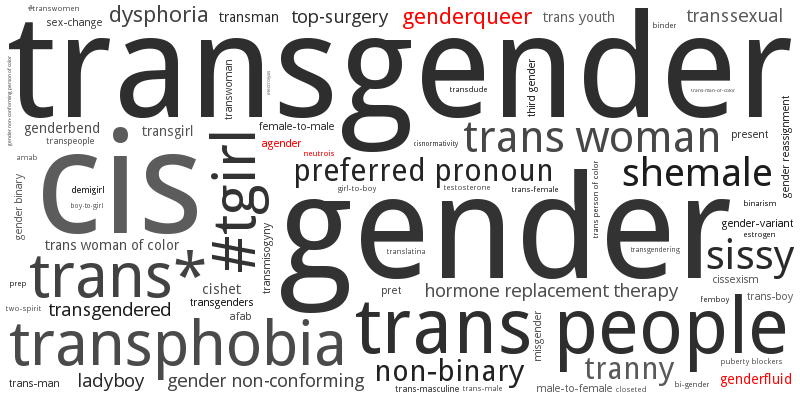 #transwomen
sex-change
dysphoria
transman
top-surgery
genderqueer
trans youth
binder
transsexual
transgender
gender non-conforming person of color
transwoman
transdude
third gender
trans-man-of-color
genderbend
transpeople
transgirl
female-to-male
agender
neutrois
cisnormativity
trans woman
present
gender reassignment
amab
cis
#tgirl
preferred pronoun
shemale
demigirl
boy-to-girl
girl-to-boy
testosterone
trans-female
trans person of color
binarism
gender binary
gender
gender-variant
estrogen
trans woman of color
transmisogyny
translatina
transgendering
sissy
trans*
cissexism
prep
cishet
pret
hormone replacement therapy
femboy
trans-boy
two-spirit
transgendered
transgenders
afab
transphobia
trans people
misgender
non-binary
tranny
puberty blockers
trans-man
ladyboy
gender non-conforming
trans-masculine
trans-male
male-to-female
closeted
bi-gender
genderfluid